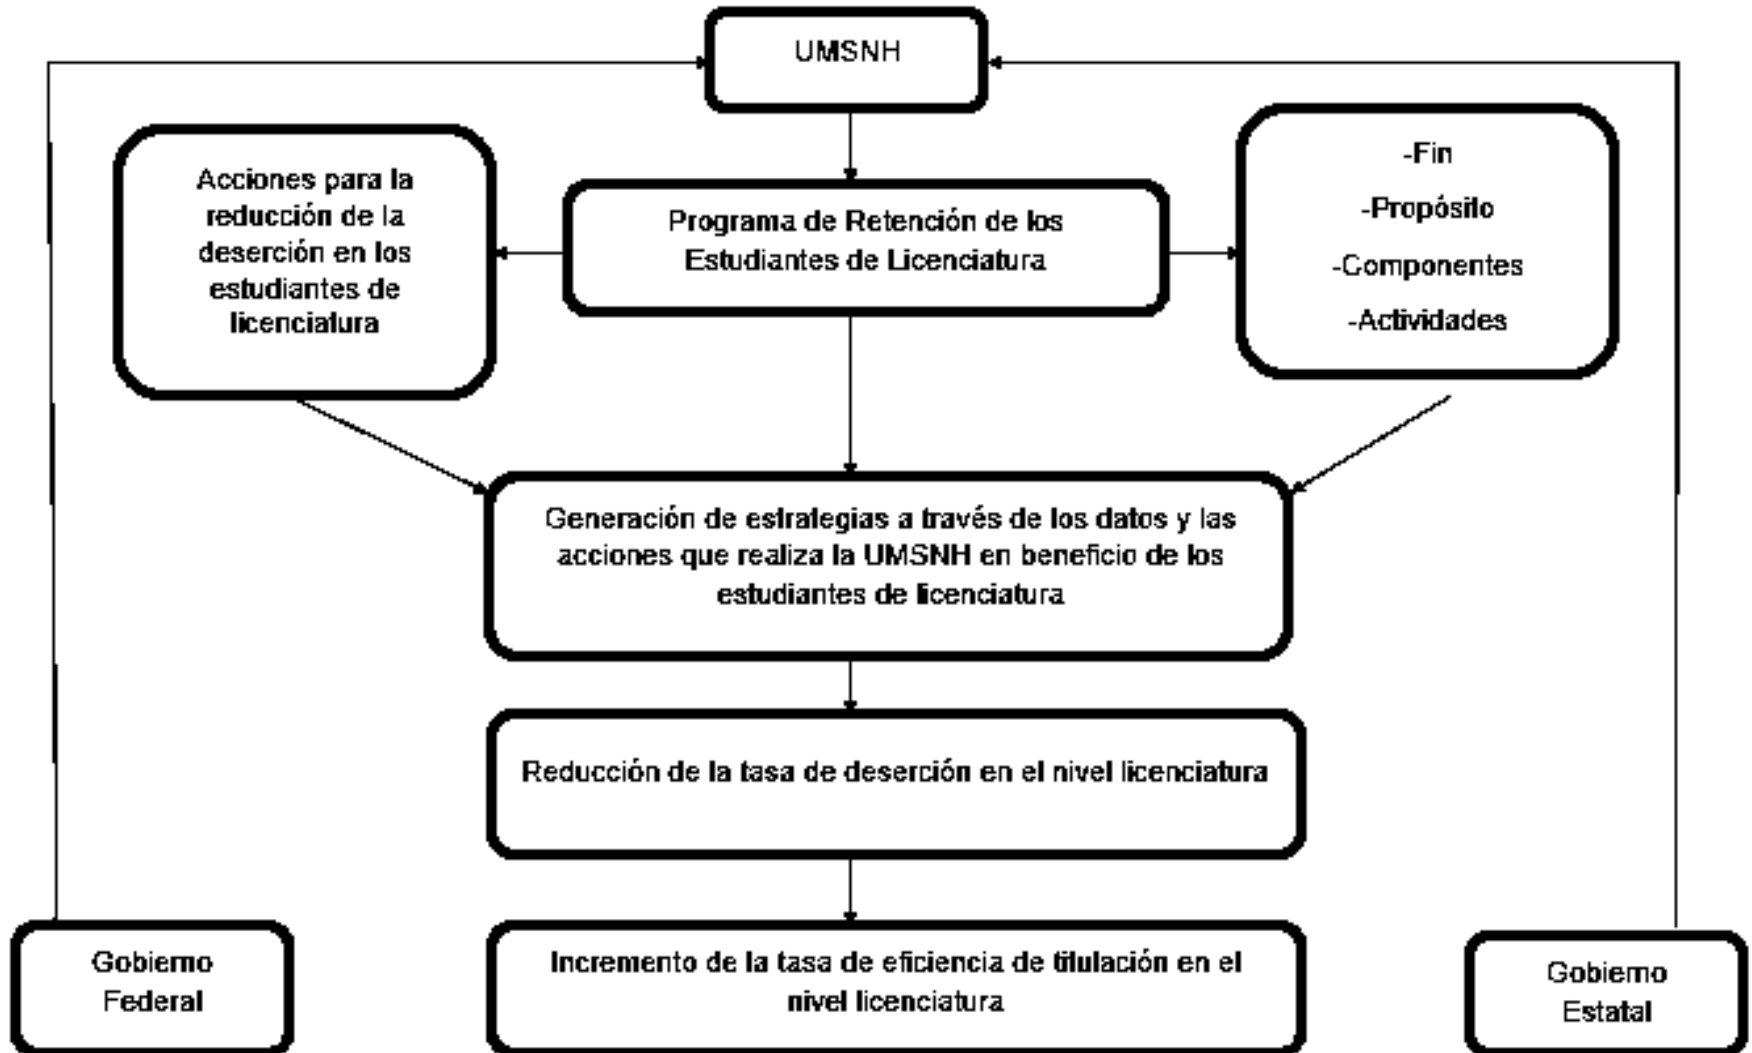 UMSNH
Acciones para la
reducción de la
deserción en los
estudiantes de
licenciatura
Programa de Retención de los
Estudiantes de Licenciatura
-Fin
-Propósito
-Componentes
-Actividades
Generación de estrategias a través de los datos y las
acciones que realiza la UMSNH en beneficio de los
estudiantes de licenciatura
Reducción de la tasa de deserción en el nivel licenciatura
Gobierno
Federal
Incremento de la tasa de eficiencia de titulación en el
nivel licenciatura
Gobierno
Estatal